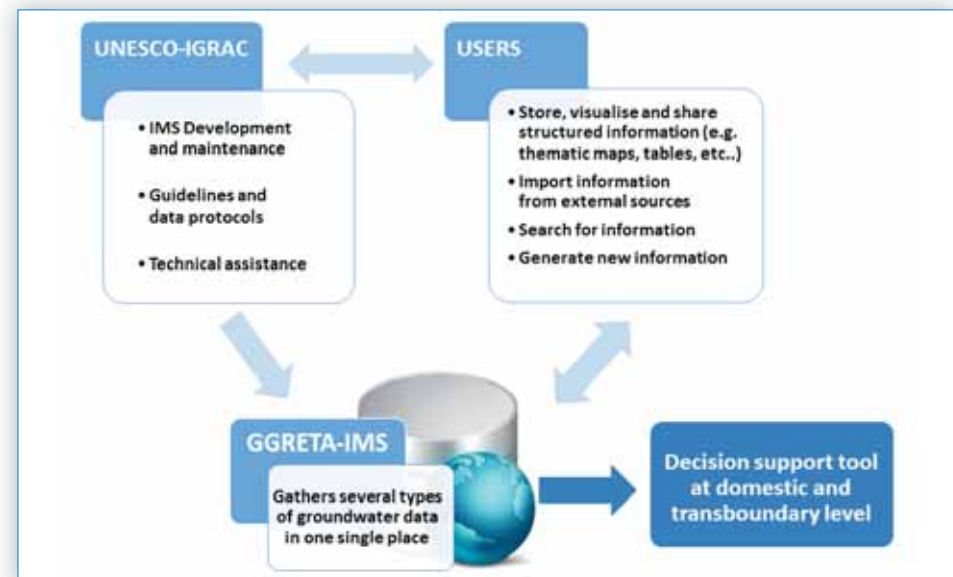 UNESCO-IGRAC
• IMS Development
and maintenance
• Guidelines and
data protocols
• Technical assistance
USERS
• Store, visualise and share
structured information (e.g.
thematic maps, tables, etc..)
• Import information
from external sources
• Search for information
• Generate new information
GGRETA-IMS
Gathers several types
of groundwater data
in one single place
Decision support tool
at domestic and
transboundary level